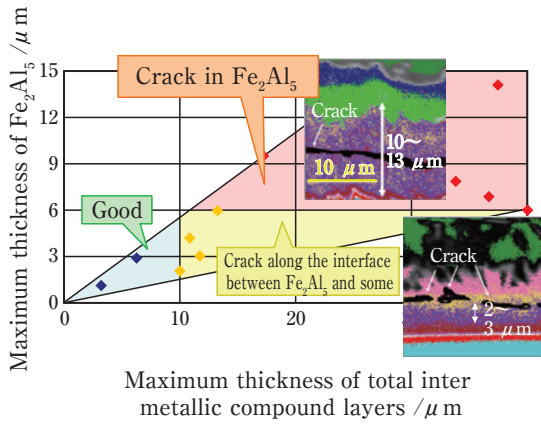 Maximum thickness of Fe₂Al₅ /μm
15
12
9
6
3
0
0
10
20
Crack in Fe₂Al₅
Good
Crack along the interface
between Fe₂Al₅ and some
Crack
10~
13 μm
10 μm
Crack
2~
3 μm
Maximum thickness of total inter
metallic compound layers /μm